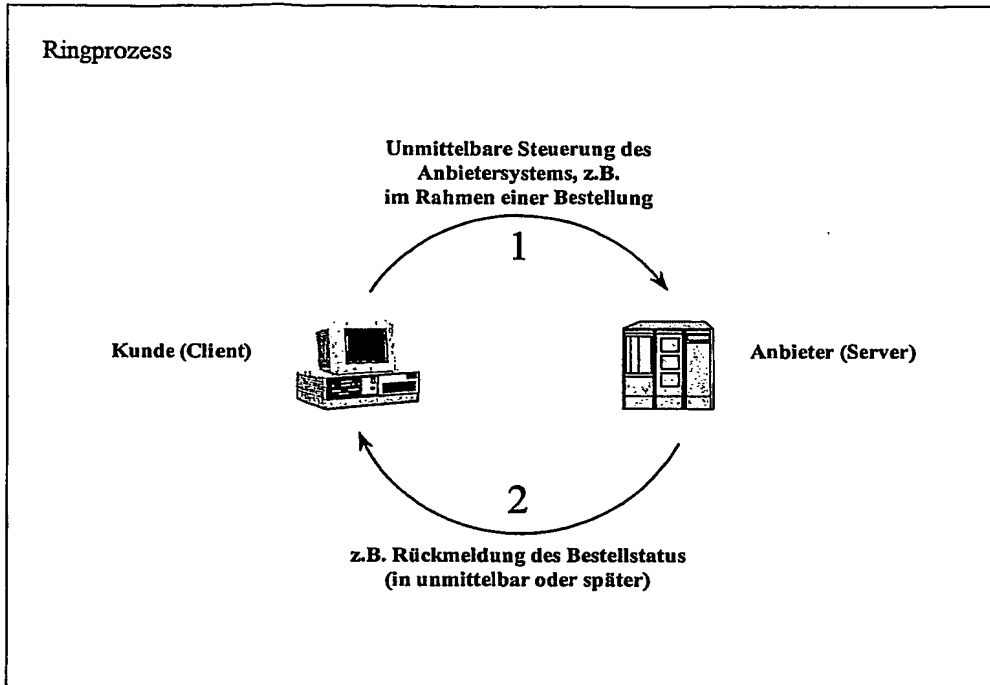 Ringprozess
Unmittelbare Steuerung des
Anbietersystems, z.B.
im Rahmen einer Bestellung
1
Kunde (Client)
Anbieter (Server)
2
z.B. Rückmeldung des Bestellstatus
(in unmittelbar oder später)